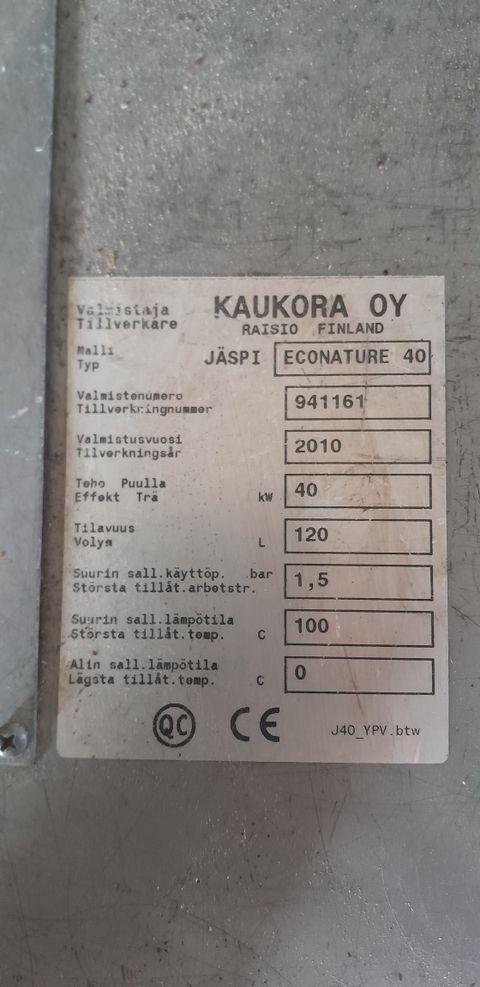 Valmistaja
Tillverkare
KAUKORA OY
RAISIO FINLAND
Malli
Typ
JÄSPI ECONATURE 40
Valmistenumero
Tillverkringnummer
941161
Valmistusvuosi
Tilverkningsår
2010
Teho Puulla
Effekt Trä kW
40
Tilavuus
Volym L
120
Suurin sall.käyttöp. bar
Största tillåt.arbetstr.
1,5
Suurin sall.lämpötila
Största tillåt.temp. C
100
Alin sall.lämpötila
Lägsta tillåt.temp. C
0
QC CE J40_YPV.btw